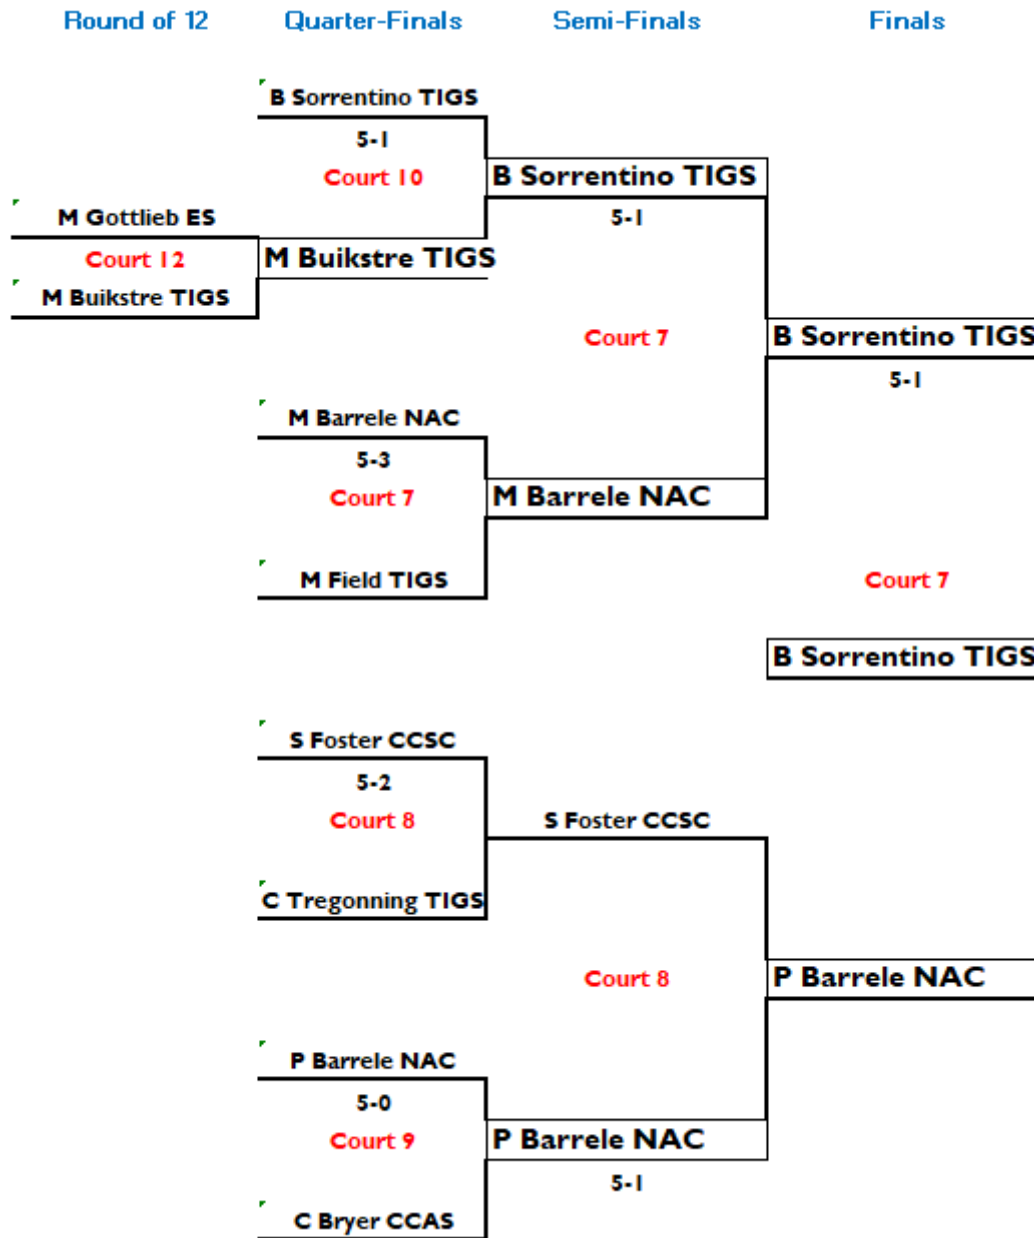 Round of 12 Quarter-Finals Semi-Finals Finals
B Sorrentino TIGS
5-1
Court 10
B Sorrentino TIGS
M Gottlieb ES
5-1
Court 12
M Buikstre TIGS
M Buikstre TIGS
Court 7
B Sorrentino TIGS
5-1
M Barrele NAC
5-3
Court 7
M Barrele NAC
M Field TIGS
Court 7
B Sorrentino TIGS
S Foster CCSC
5-2
Court 8
S Foster CCSC
C Tregonning TIGS
Court 8
P Barrele NAC
P Barrele NAC
5-0
Court 9
P Barrele NAC
5-1
C Bryer CCAS